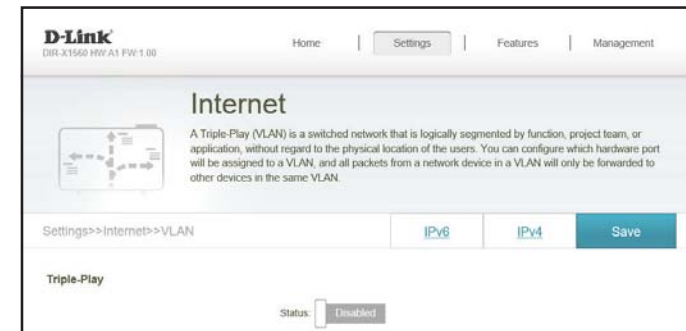 D-Link
DIR-X1560 HW:A1 FW:1.00
Home | Settings | Features | Management
Internet
A Triple-Play (VLAN) is a switched network that is logically segmented by function, project team, or
application, without regard to the physical location of the users. You can configure which hardware port
will be assigned to a VLAN, and all packets from a network device in a VLAN will only be forwarded to
other devices in the same VLAN.
Settings>>Internet>>VLAN
IPv6
IPv4
Save
Triple-Play
Status: Disabled